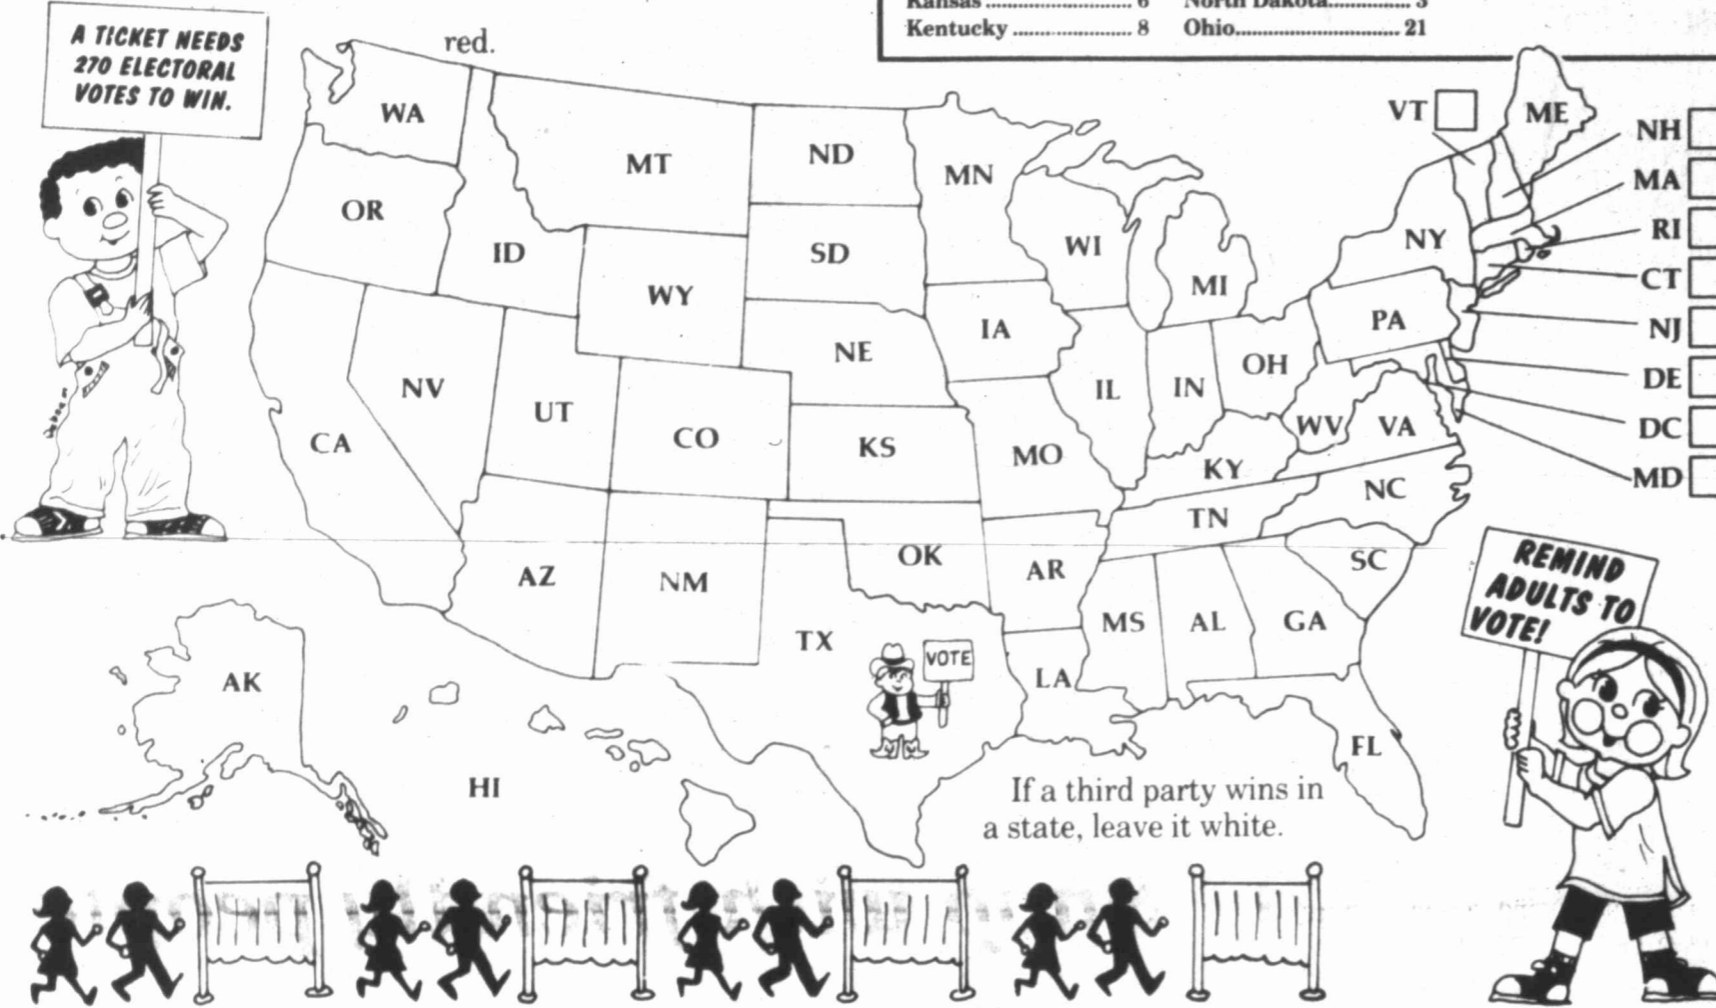 Kansas ........................... 6 North Dakota............... 3
Kentucky ...................... 8 Ohio.............................. 21
A TICKET NEEDS
270 ELECTORAL
VOTES TO WIN.
red.
WA
MT
ND
MN
VT
ME
NH
MA
RI
CT
NJ
DE
DC
MD
OR
ID
WY
SD
WI
MI
NY
PA
IA
NE
NV
UT
CO
KS
MO
IL
IN
OH
WV
VA
KY
CA
NC
TN
SC
AZ
NM
OK
AR
TX
MS
AL
GA
LA
FL
VOTE
AK
HI
REMIND
ADULTS TO
VOTE!
If a third party wins in
a state, leave it white.